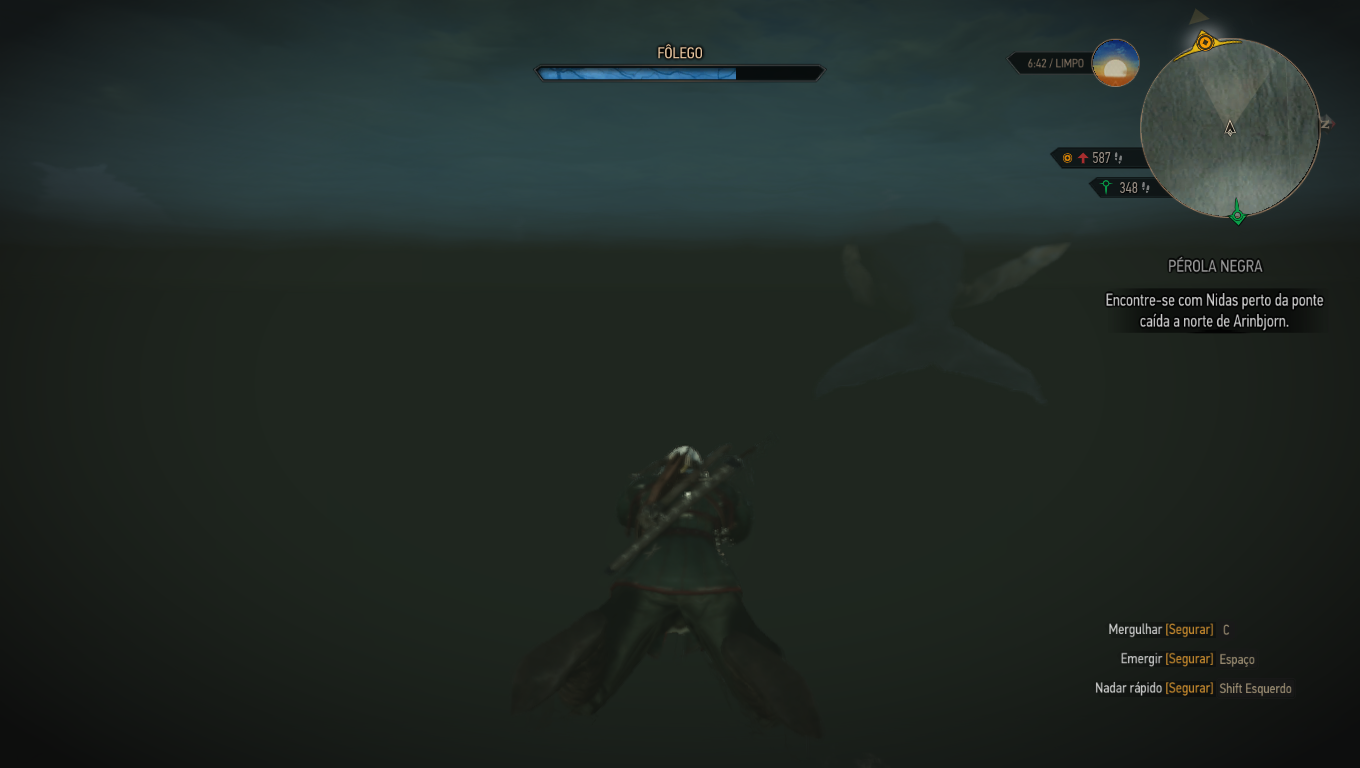 FÔLEGO
6:42 / LIMPO
587
348
PÉROLA NEGRA
Encontre-se com Nidas perto da ponte
caída a norte de Arinbjorn.
Mergulhar [Segurar] C
Emergir [Segurar] Espaço
Nadar rápido [Segurar] Shift Esquerdo